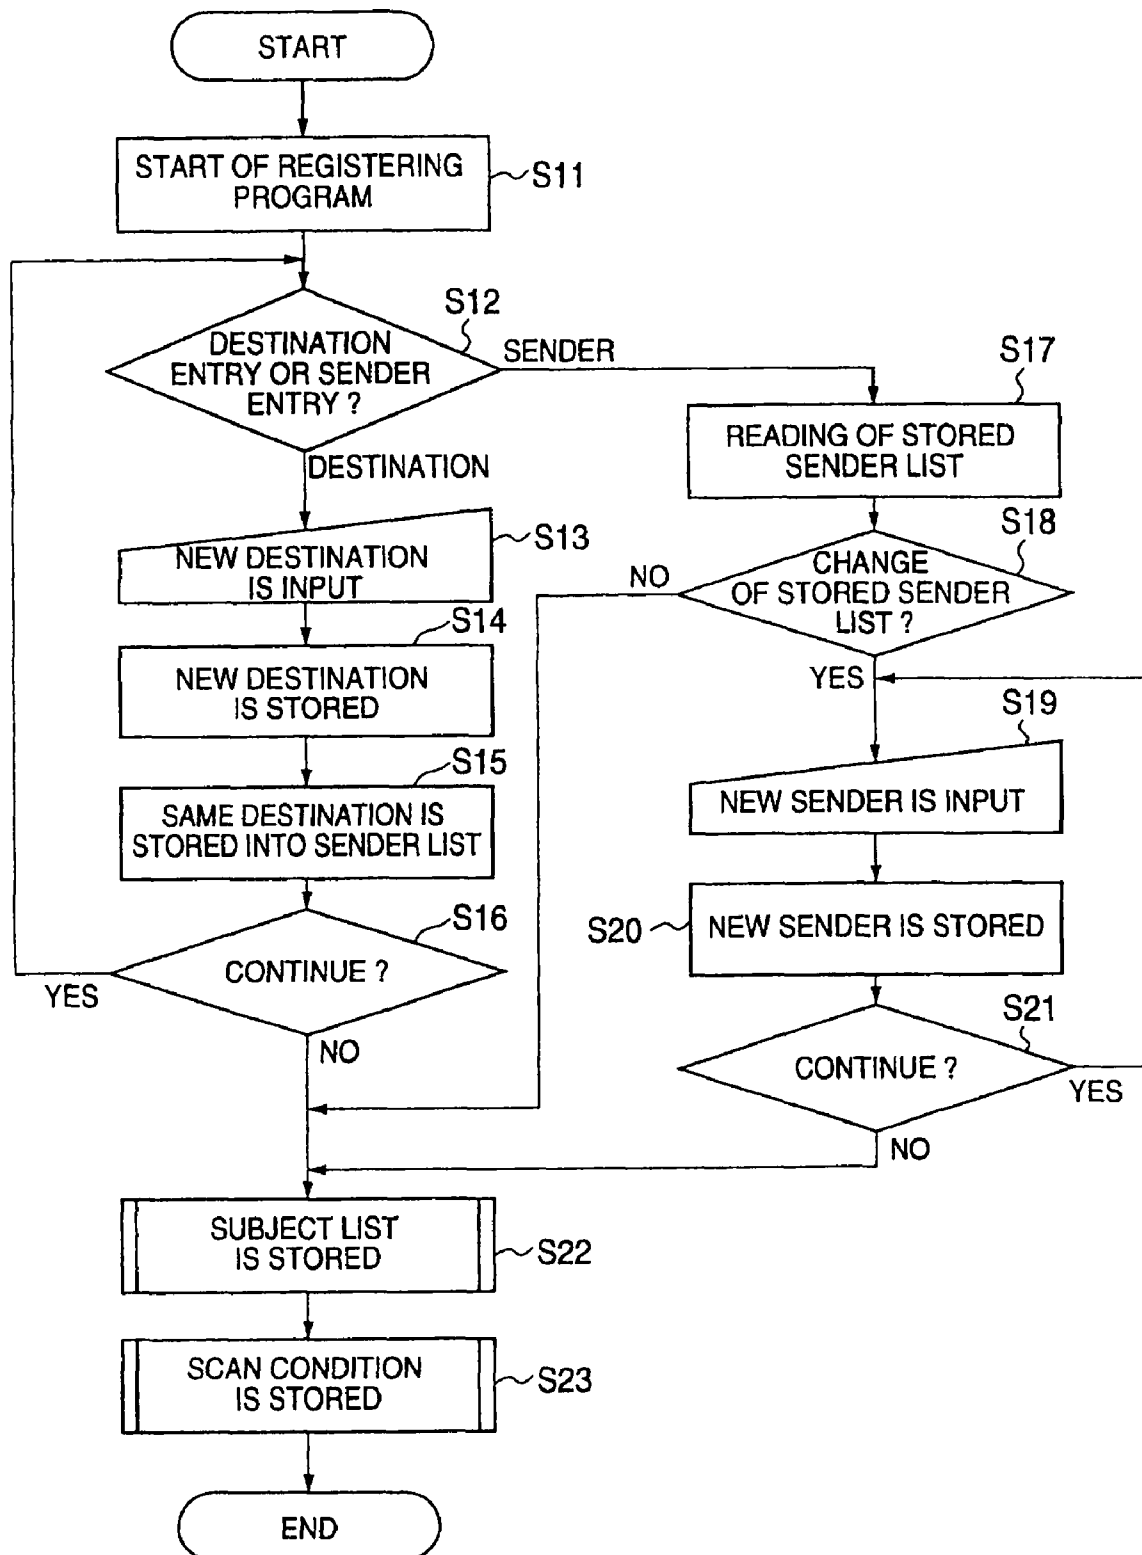 START
START OF REGISTERING
PROGRAM
S11
S12
DESTINATION
ENTRY OR SENDER
ENTRY ?
SENDER
DESTINATION
S13
NEW DESTINATION
IS INPUT
S14
NEW DESTINATION
IS STORED
S15
SAME DESTINATION IS
STORED INTO SENDER LIST
S16
CONTINUE ?
YES
NO
S17
READING OF STORED
SENDER LIST
S18
CHANGE
OF STORED SENDER
LIST ?
NO
YES
S19
NEW SENDER IS INPUT
S20
NEW SENDER IS STORED
S21
CONTINUE ?
YES
NO
SUBJECT LIST
IS STORED
S22
SCAN CONDITION
IS STORED
S23
END